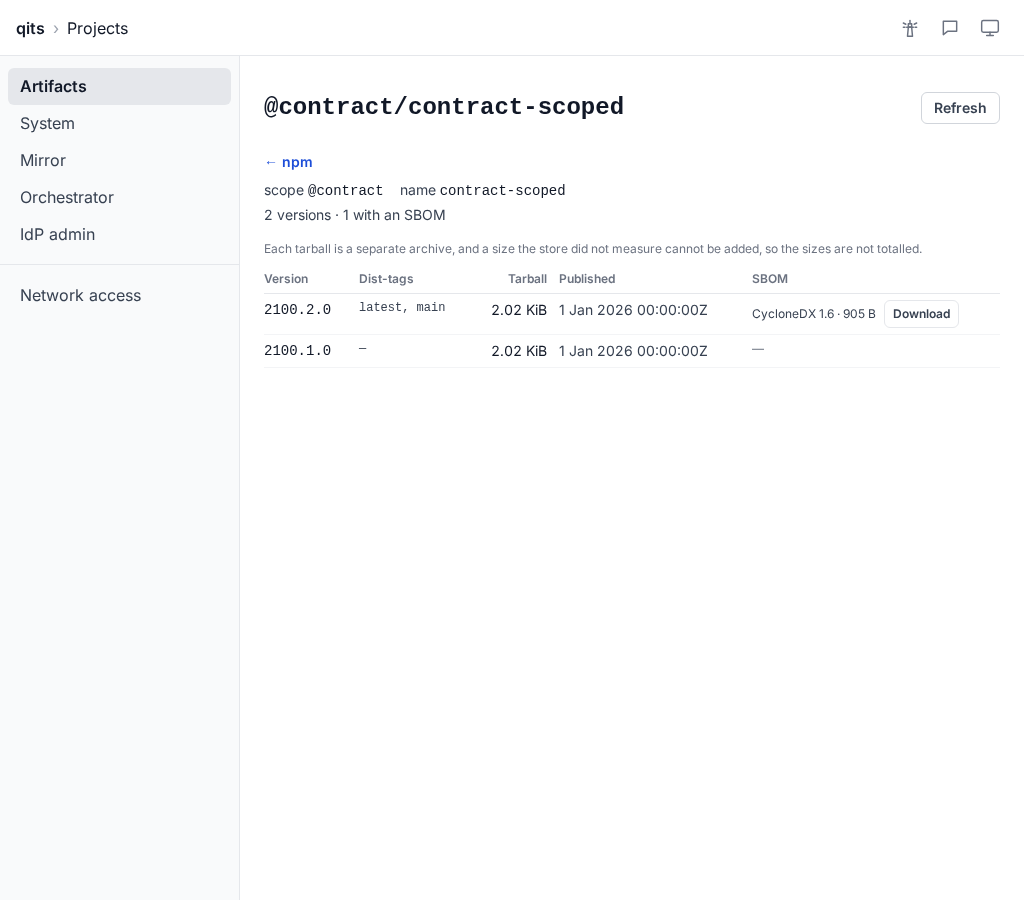 qits › Projects
Artifacts
System
Mirror
Orchestrator
IdP admin
Network access
@contract/contract-scoped
Refresh
← npm
scope @contract name contract-scoped
2 versions · 1 with an SBOM
Each tarball is a separate archive, and a size the store did not measure cannot be added, so the sizes are not totalled.
Version Dist-tags Tarball Published SBOM
2100.2.0 latest, main 2.02 KiB 1 Jan 2026 00:00:00Z CycloneDX 1.6 · 905 B Download
2100.1.0 — 2.02 KiB 1 Jan 2026 00:00:00Z —